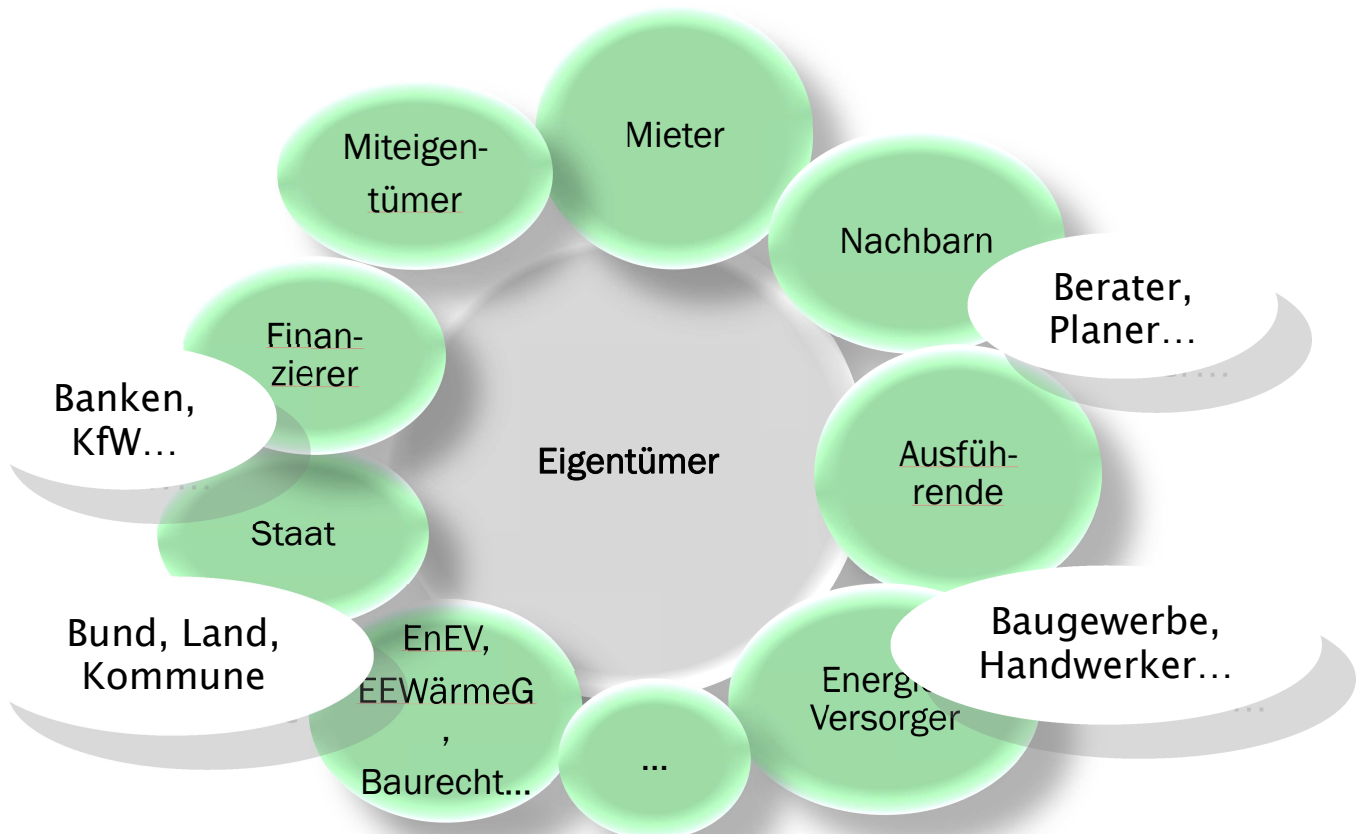 Mieter
Miteigen-
tümer
Nachbarn
Berater,
Planer...
Finan-
zierer
Banken,
KfW...
Eigentümer
Ausfüh-
rende
Staat
Bund, Land,
Kommune
EnEV,
EEWärmeG
,
Baurecht...
Baugewerbe,
Handwerker...
Energie
Versorger
...